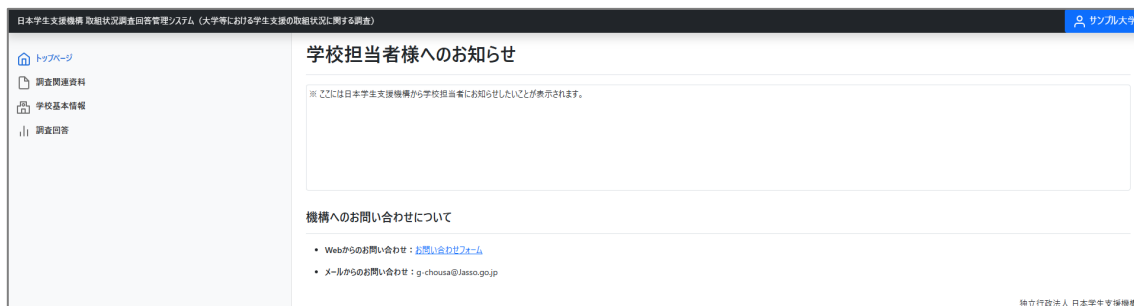 日本学生支援機構 取組状況調査回答管理システム（大学等における学生支援の取組状況に関する調査）
サンプル大学
トップページ
調査関連資料
学校基本情報
調査回答
学校担当者様へのお知らせ
※ ここには日本学生支援機構から学校担当者にお知らせしたいことが表示されます。
機構へのお問い合わせについて
• Webからのお問い合わせ：お問い合わせフォーム
• メールからのお問い合わせ：g-chousa@Jasso.go.jp
独立行政法人 日本学生支援機構